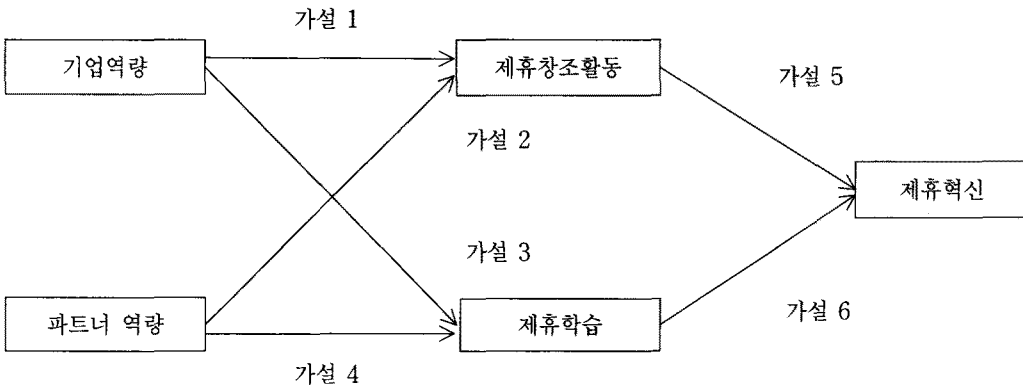 가설 1
기업역량
제휴창조활동
가설 5
가설 2
제휴혁신
가설 3
파트너 역량
제휴학습
가설 6
가설 4